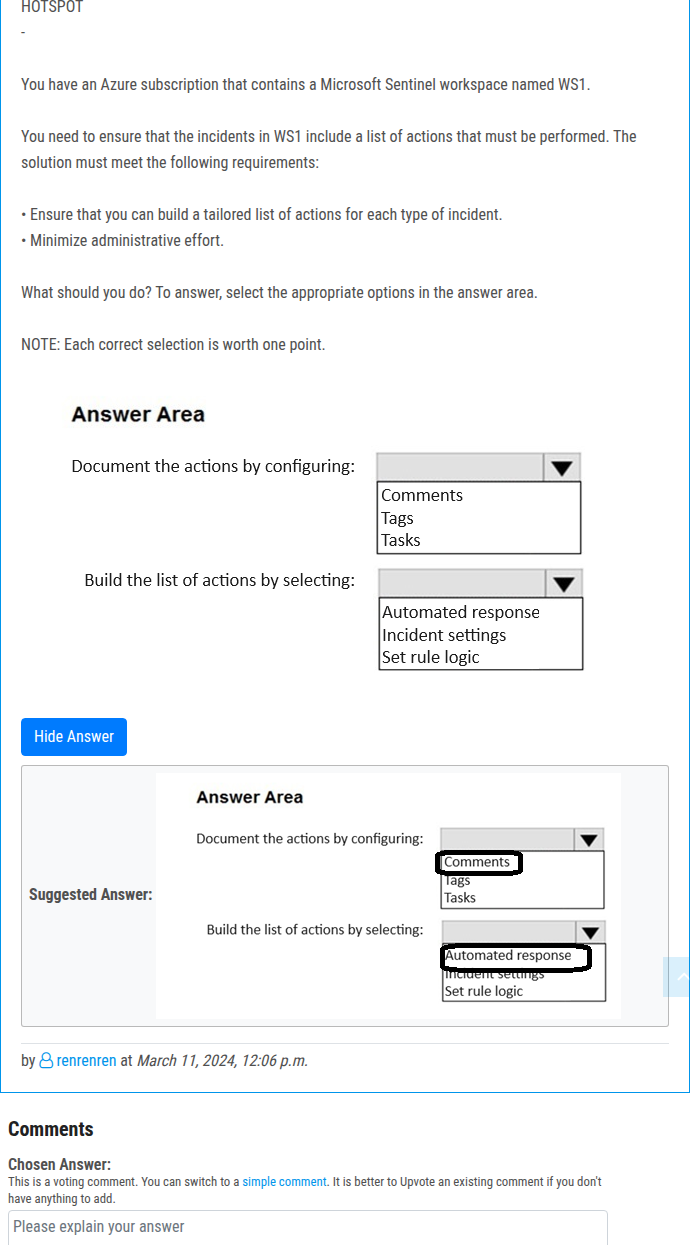 HOTSPOT
-
You have an Azure subscription that contains a Microsoft Sentinel workspace named WS1.
You need to ensure that the incidents in WS1 include a list of actions that must be performed. The
solution must meet the following requirements:
• Ensure that you can build a tailored list of actions for each type of incident.
• Minimize administrative effort.
What should you do? To answer, select the appropriate options in the answer area.
NOTE: Each correct selection is worth one point.
Answer Area
Document the actions by configuring:
Comments
Tags
Tasks
Build the list of actions by selecting:
Automated response
Incident settings
Set rule logic
Hide Answer
Suggested Answer:
Answer Area
Document the actions by configuring:
Comments
Tags
Tasks
Build the list of actions by selecting:
Automated response
Incident settings
Set rule logic
by renrenren at March 11, 2024, 12:06 p.m.
Comments
Chosen Answer:
This is a voting comment. You can switch to a simple comment. It is better to Upvote an existing comment if you don't
have anything to add.
Please explain your answer